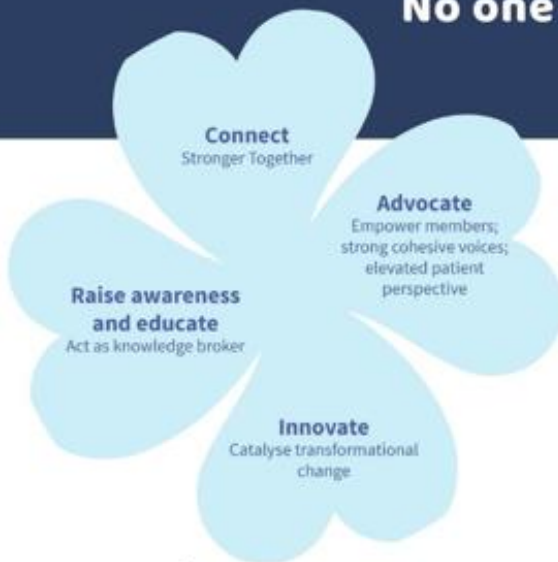 No one
Connect
Stronger Together
Advocate
Empower members;
strong cohesive voices;
elevated patient
perspective
Raise awareness
and educate
Act as knowledge broker
Innovate
Catalyse transformational
change